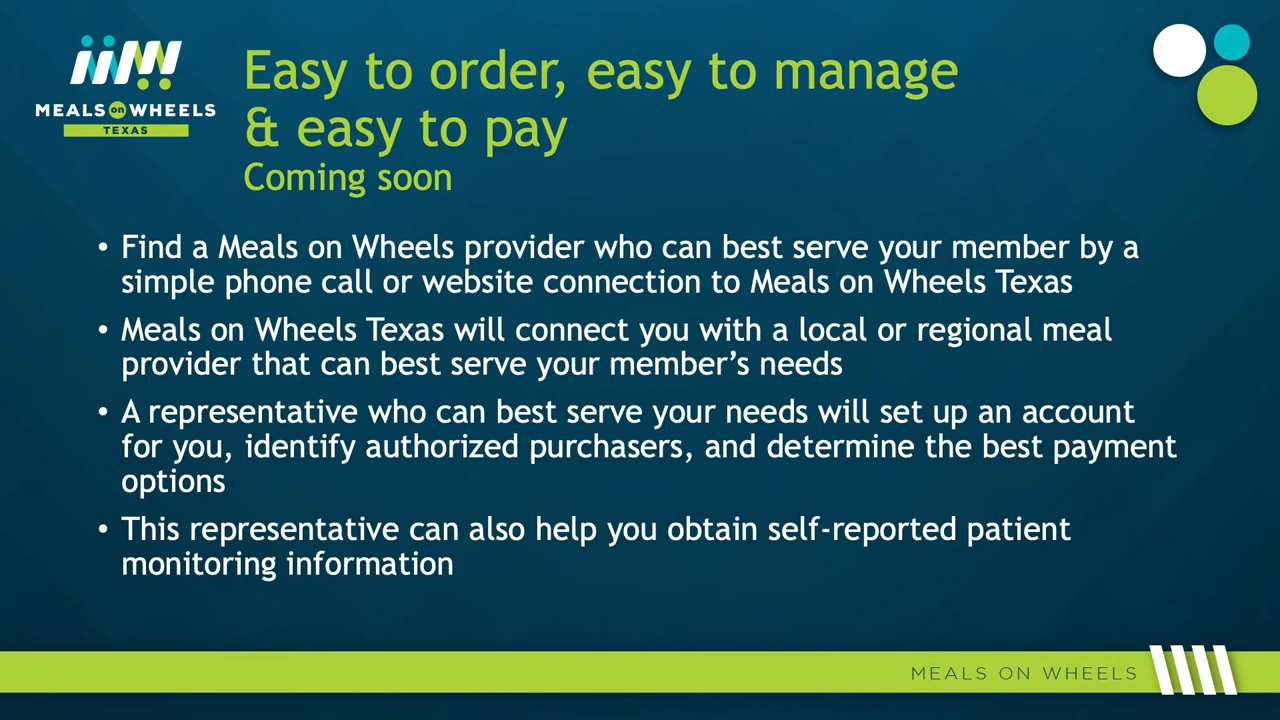 MEALS on WHEELS
TEXAS
Easy to order, easy to manage
& easy to pay
Coming soon
• Find a Meals on Wheels provider who can best serve your member by a
simple phone call or website connection to Meals on Wheels Texas
• Meals on Wheels Texas will connect you with a local or regional meal
provider that can best serve your member’s needs
• A representative who can best serve your needs will set up an account
for you, identify authorized purchasers, and determine the best payment
options
• This representative can also help you obtain self-reported patient
monitoring information
MEALS ON WHEELS